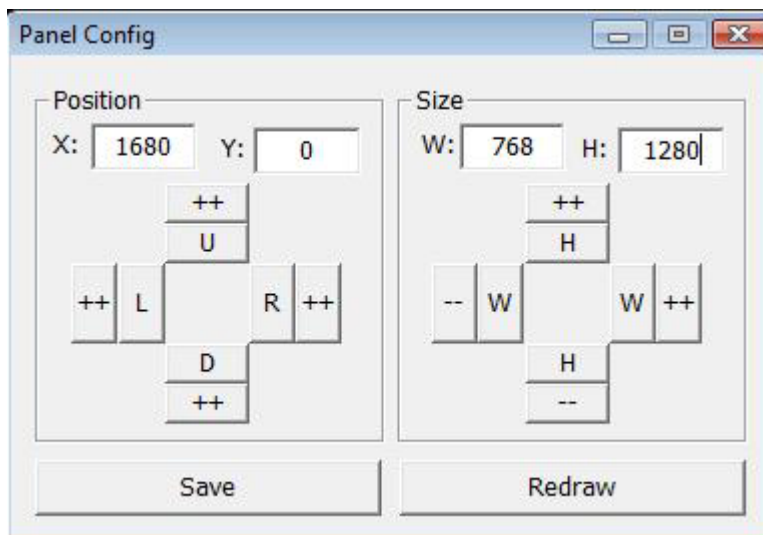 Panel Config
Position
Size
X: 1680 Y: 0
W: 768 H: 1280
++
++
U
H
++ L R ++
-- W W ++
D
H
++
--
Save
Redraw